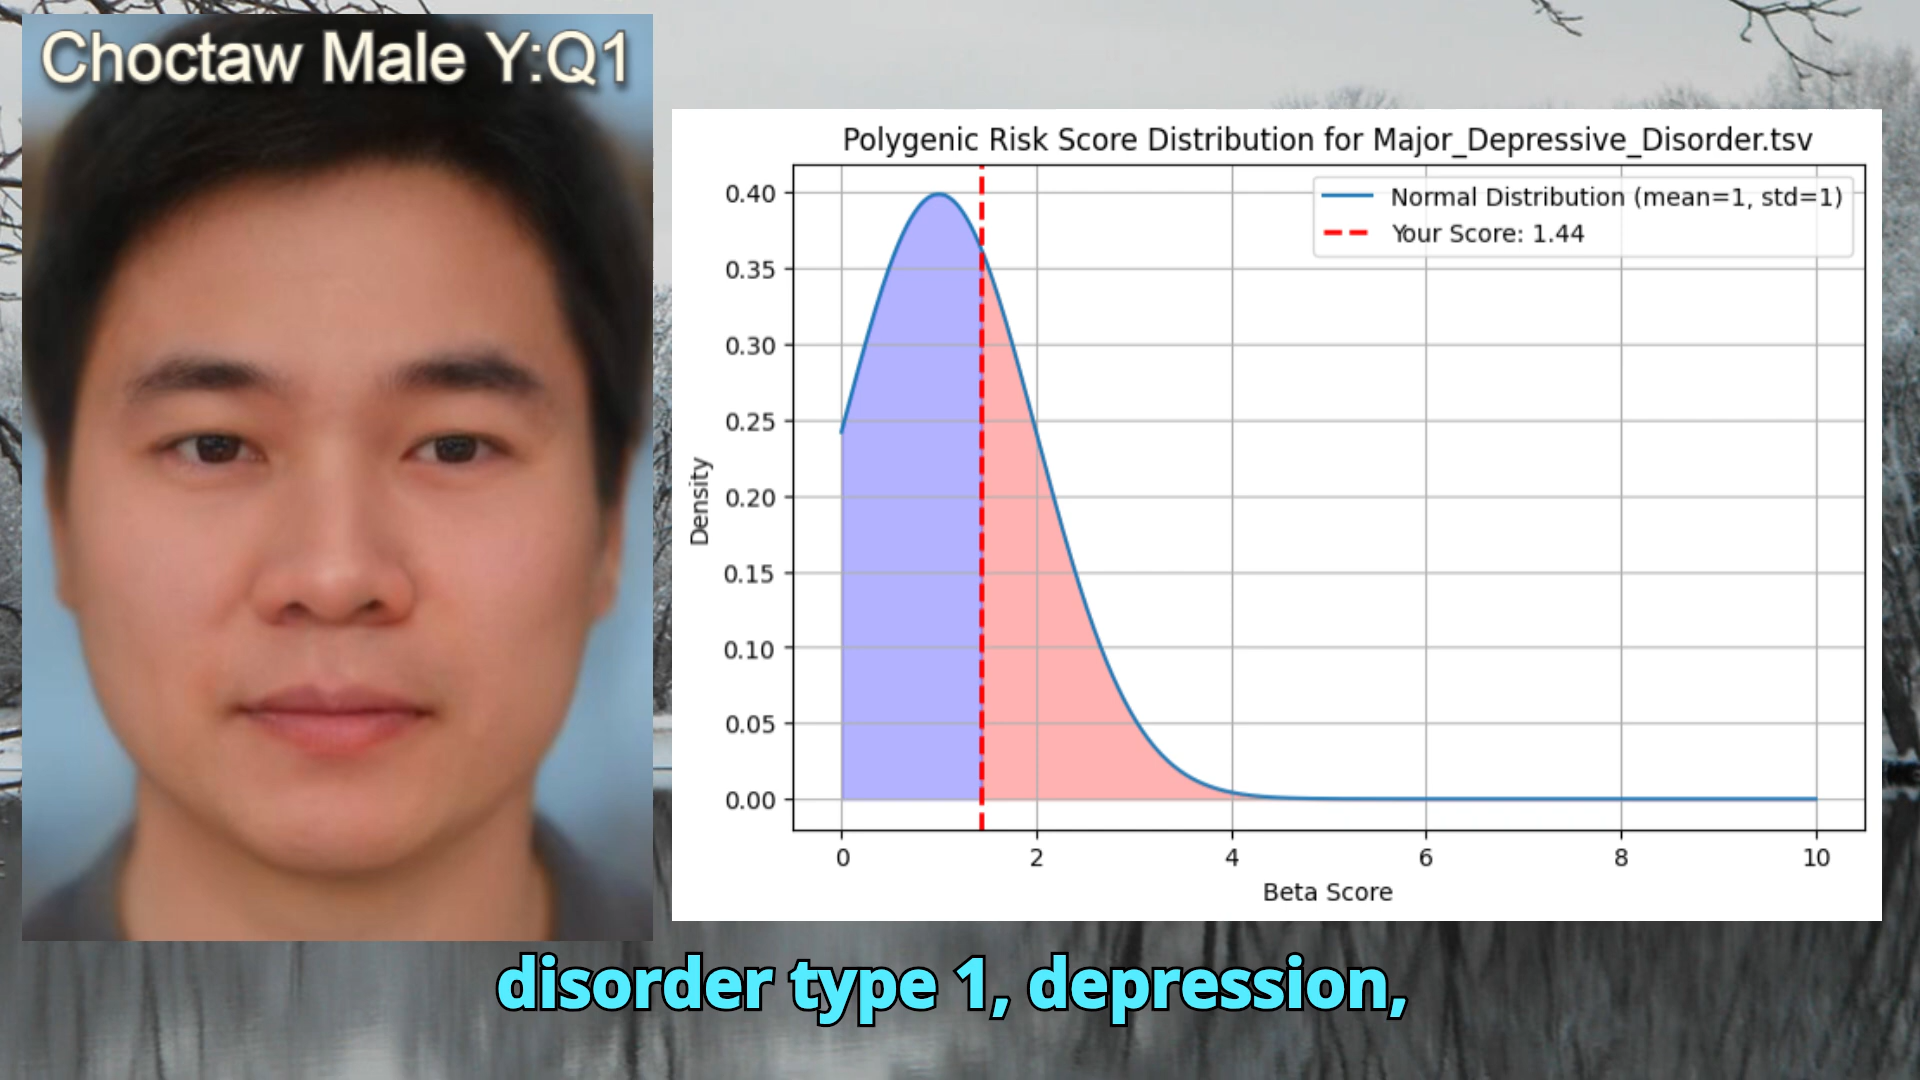 Choctaw Male Y:Q1
Polygenic Risk Score Distribution for Major_Depressive_Disorder.tsv
Normal Distribution (mean=1, std=1)
Your Score: 1.44
0.40
0.35
0.30
0.25
0.20
0.15
0.10
0.05
0.00
Density
0 2 4 6 8 10
Beta Score
disorder type 1, depression,